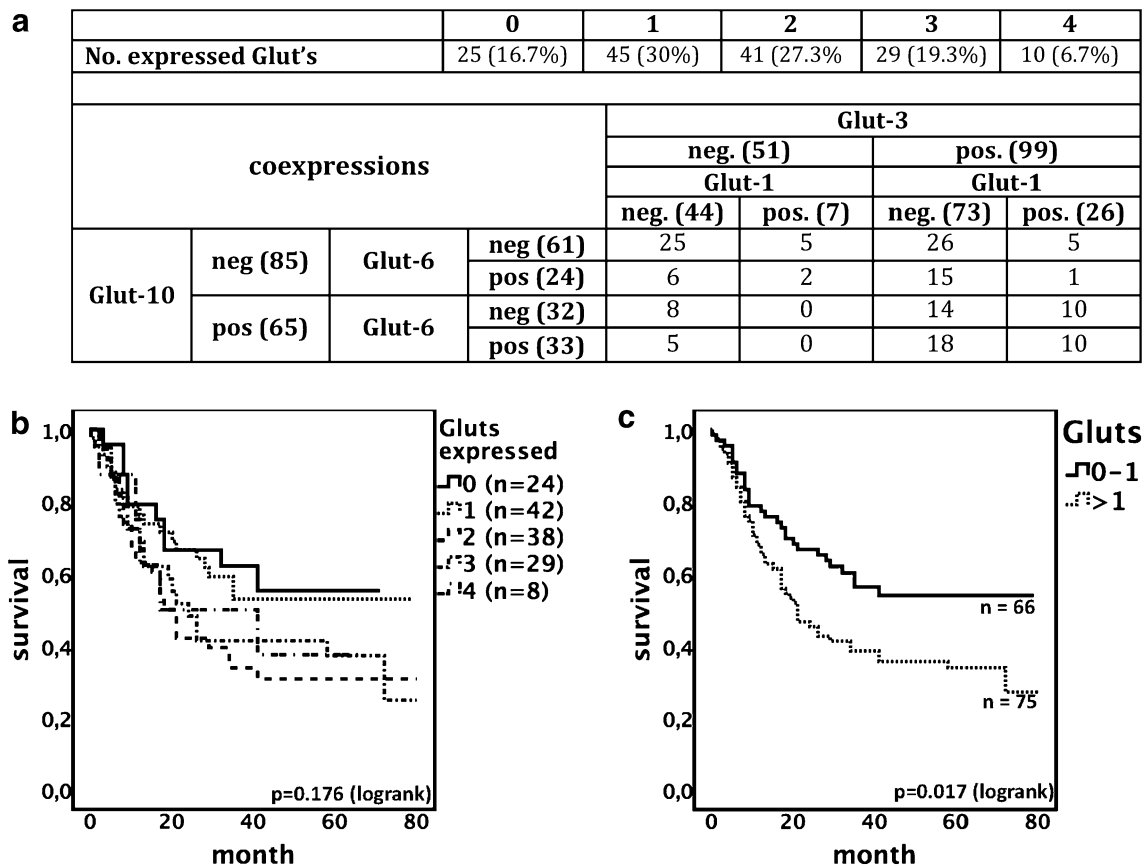 a
0 1 2 3 4
No. expressed Glut's 25 (16.7%) 45 (30%) 41 (27.3% 29 (19.3%) 10 (6.7%)
coexpressions
Glut-3
neg. (51) pos. (99)
Glut-1 Glut-1
neg. (44) pos. (7) neg. (73) pos. (26)
Glut-10
neg (85) Glut-6 neg (61) 25 5 26 5
pos (24) 6 2 15 1
pos (65) Glut-6 neg (32) 8 0 14 10
pos (33) 5 0 18 10
b
survival
1,0
0,8
0,6
0,4
0,2
0,0
0 20 40 60 80
month
p=0.176 (logrank)
Gluts
expressed
0 (n=24)
1 (n=42)
2 (n=38)
3 (n=29)
4 (n=8)
c
survival
1,0
0,8
0,6
0,4
0,2
0,0
0 20 40 60 80
month
n = 66
n = 75
p=0.017 (logrank)
Gluts
0-1
>1